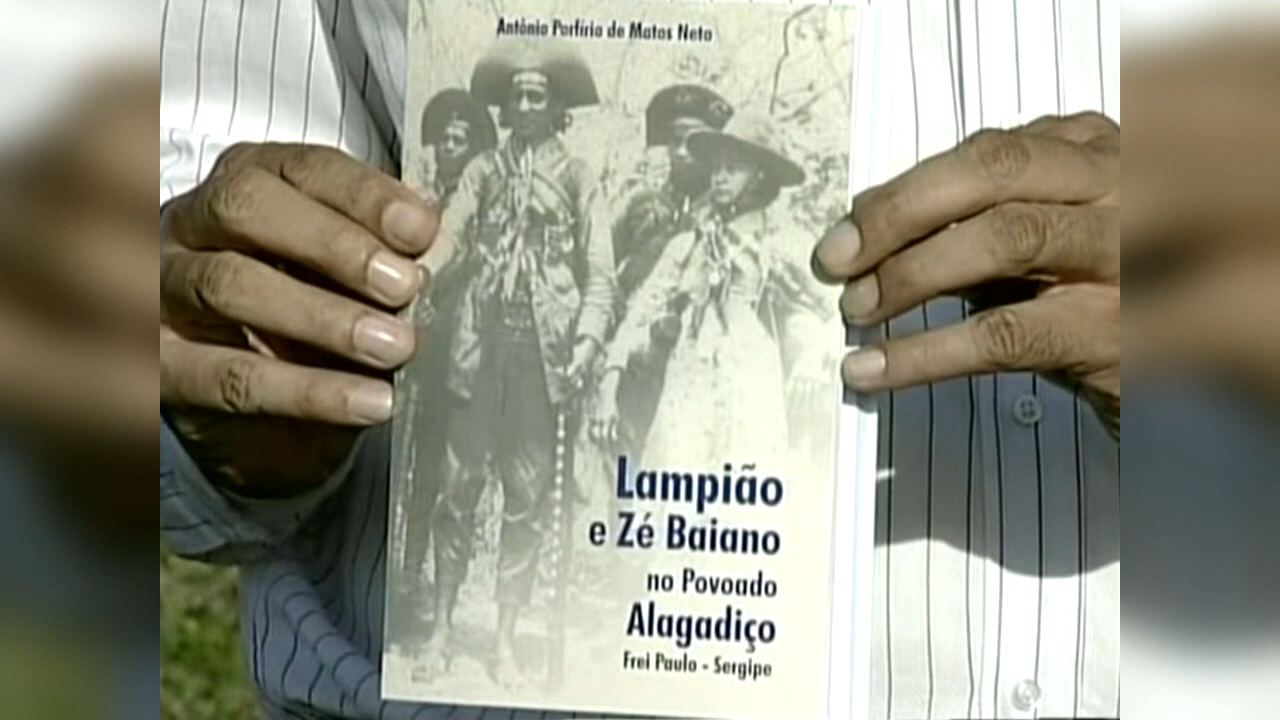 Antônio Porfírio de Matos Neto
Lampião
e Zé Baiano
no Povoado
Alagadiço
Frei Paulo - Sergipe